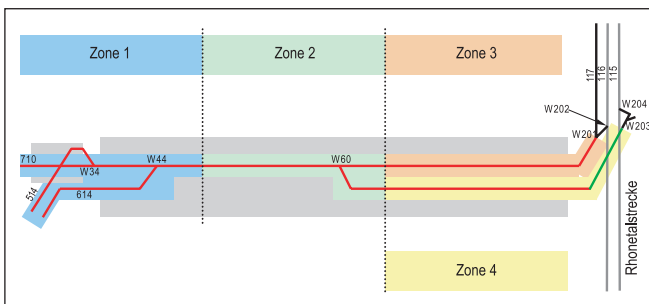 Zone 1
Zone 2
Zone 3
117
116
115
W202
W204
W201
W203
710
W34
W44
W60
514
614
Rhonetalstrecke
Zone 4